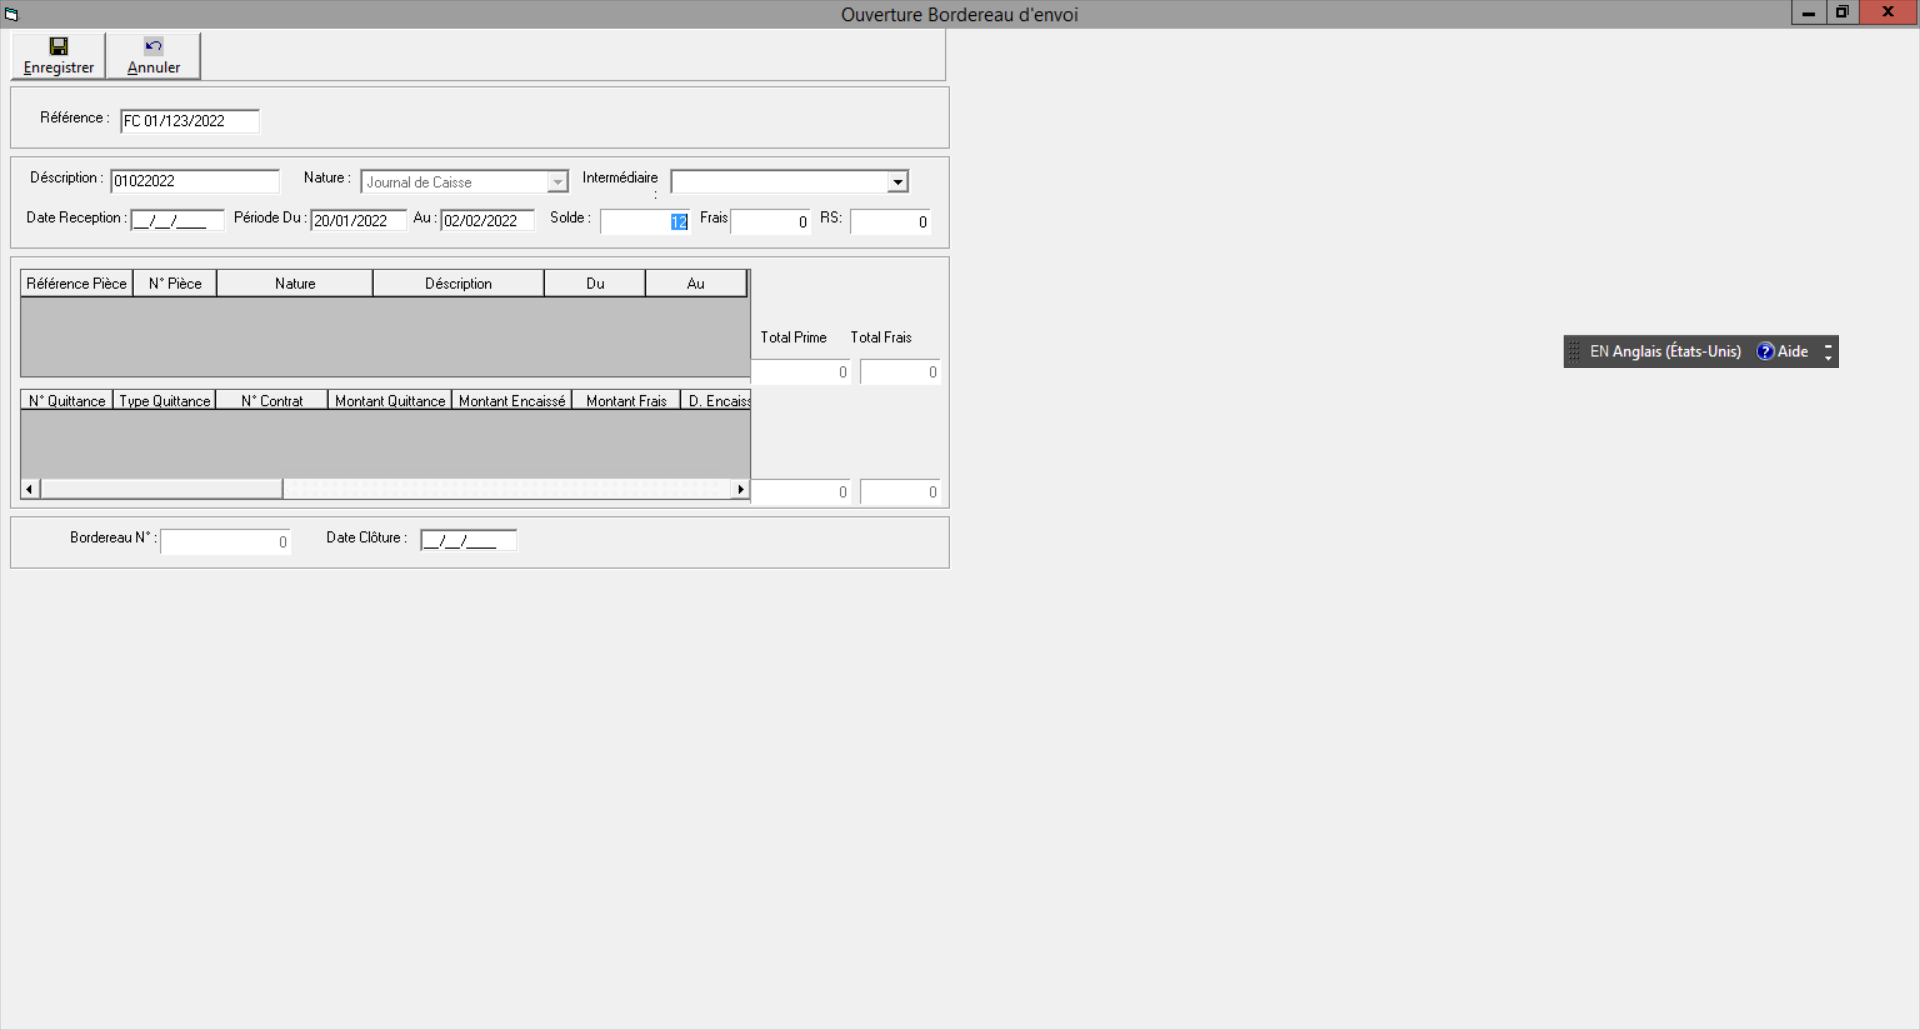 Ouverture Bordereau d'envoi
Enregistrer Annuler
Référence : FC 01/123/2022
Déscription : 01022022 Nature : Journal de Caisse Intermédiaire :
Date Reception : __/__/____ Période Du : 20/01/2022 Au : 02/02/2022 Solde : 12 Frais 0 RS: 0
Référence Pièce N° Pièce Nature Déscription Du Au
Total Prime Total Frais
EN Anglais (États-Unis) ? Aide
0 0
N° Quittance Type Quittance N° Contrat Montant Quittance Montant Encaissé Montant Frais D. Encaiss
0 0
Bordereau N° : 0 Date Clôture : __/__/____